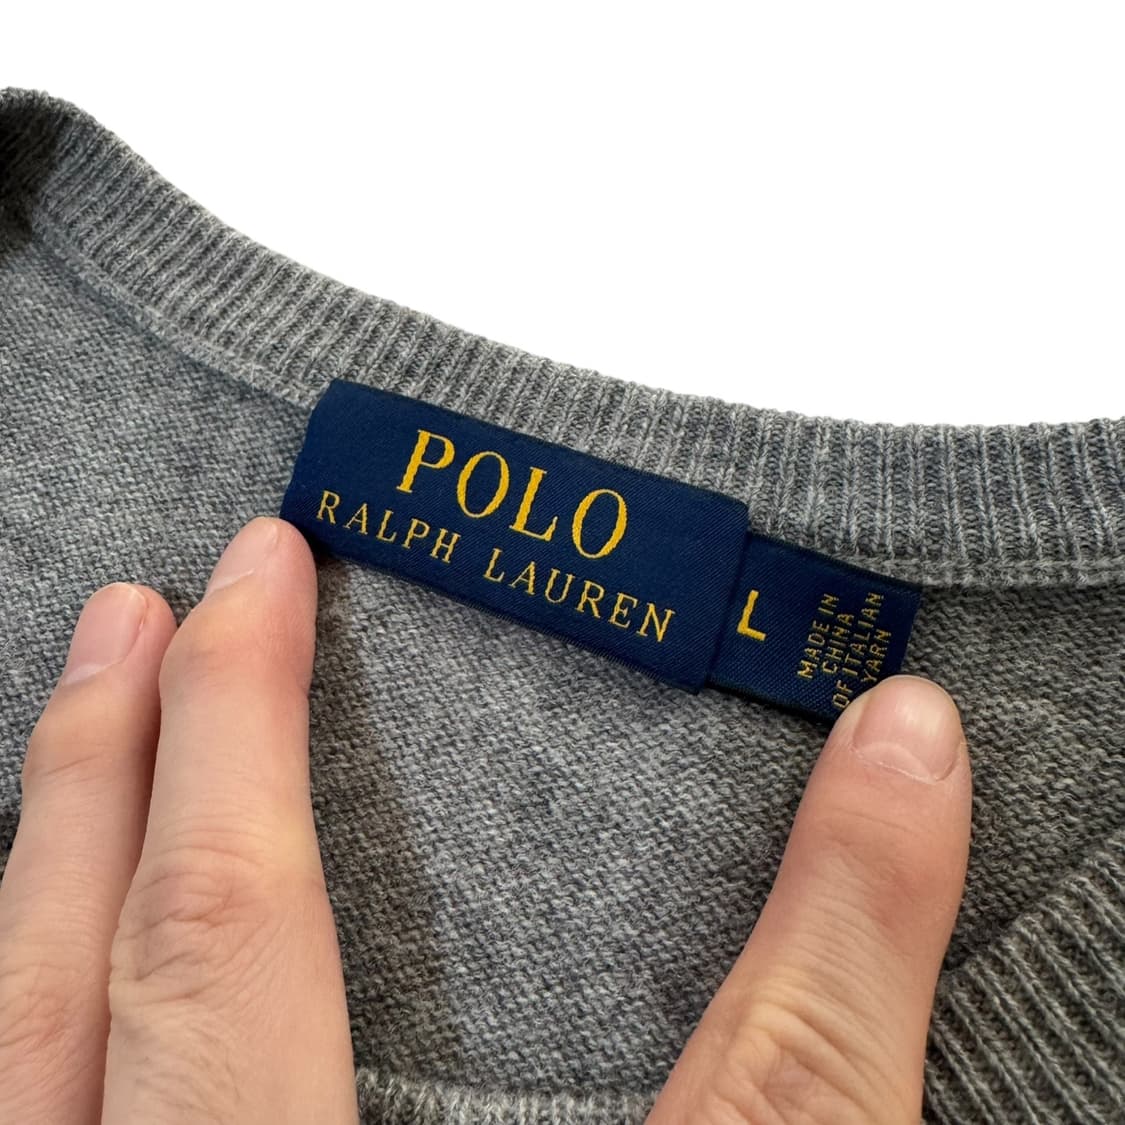 POLO
RALPH LAUREN
L
MADE IN
CHINA
OF ITALIAN
YARN